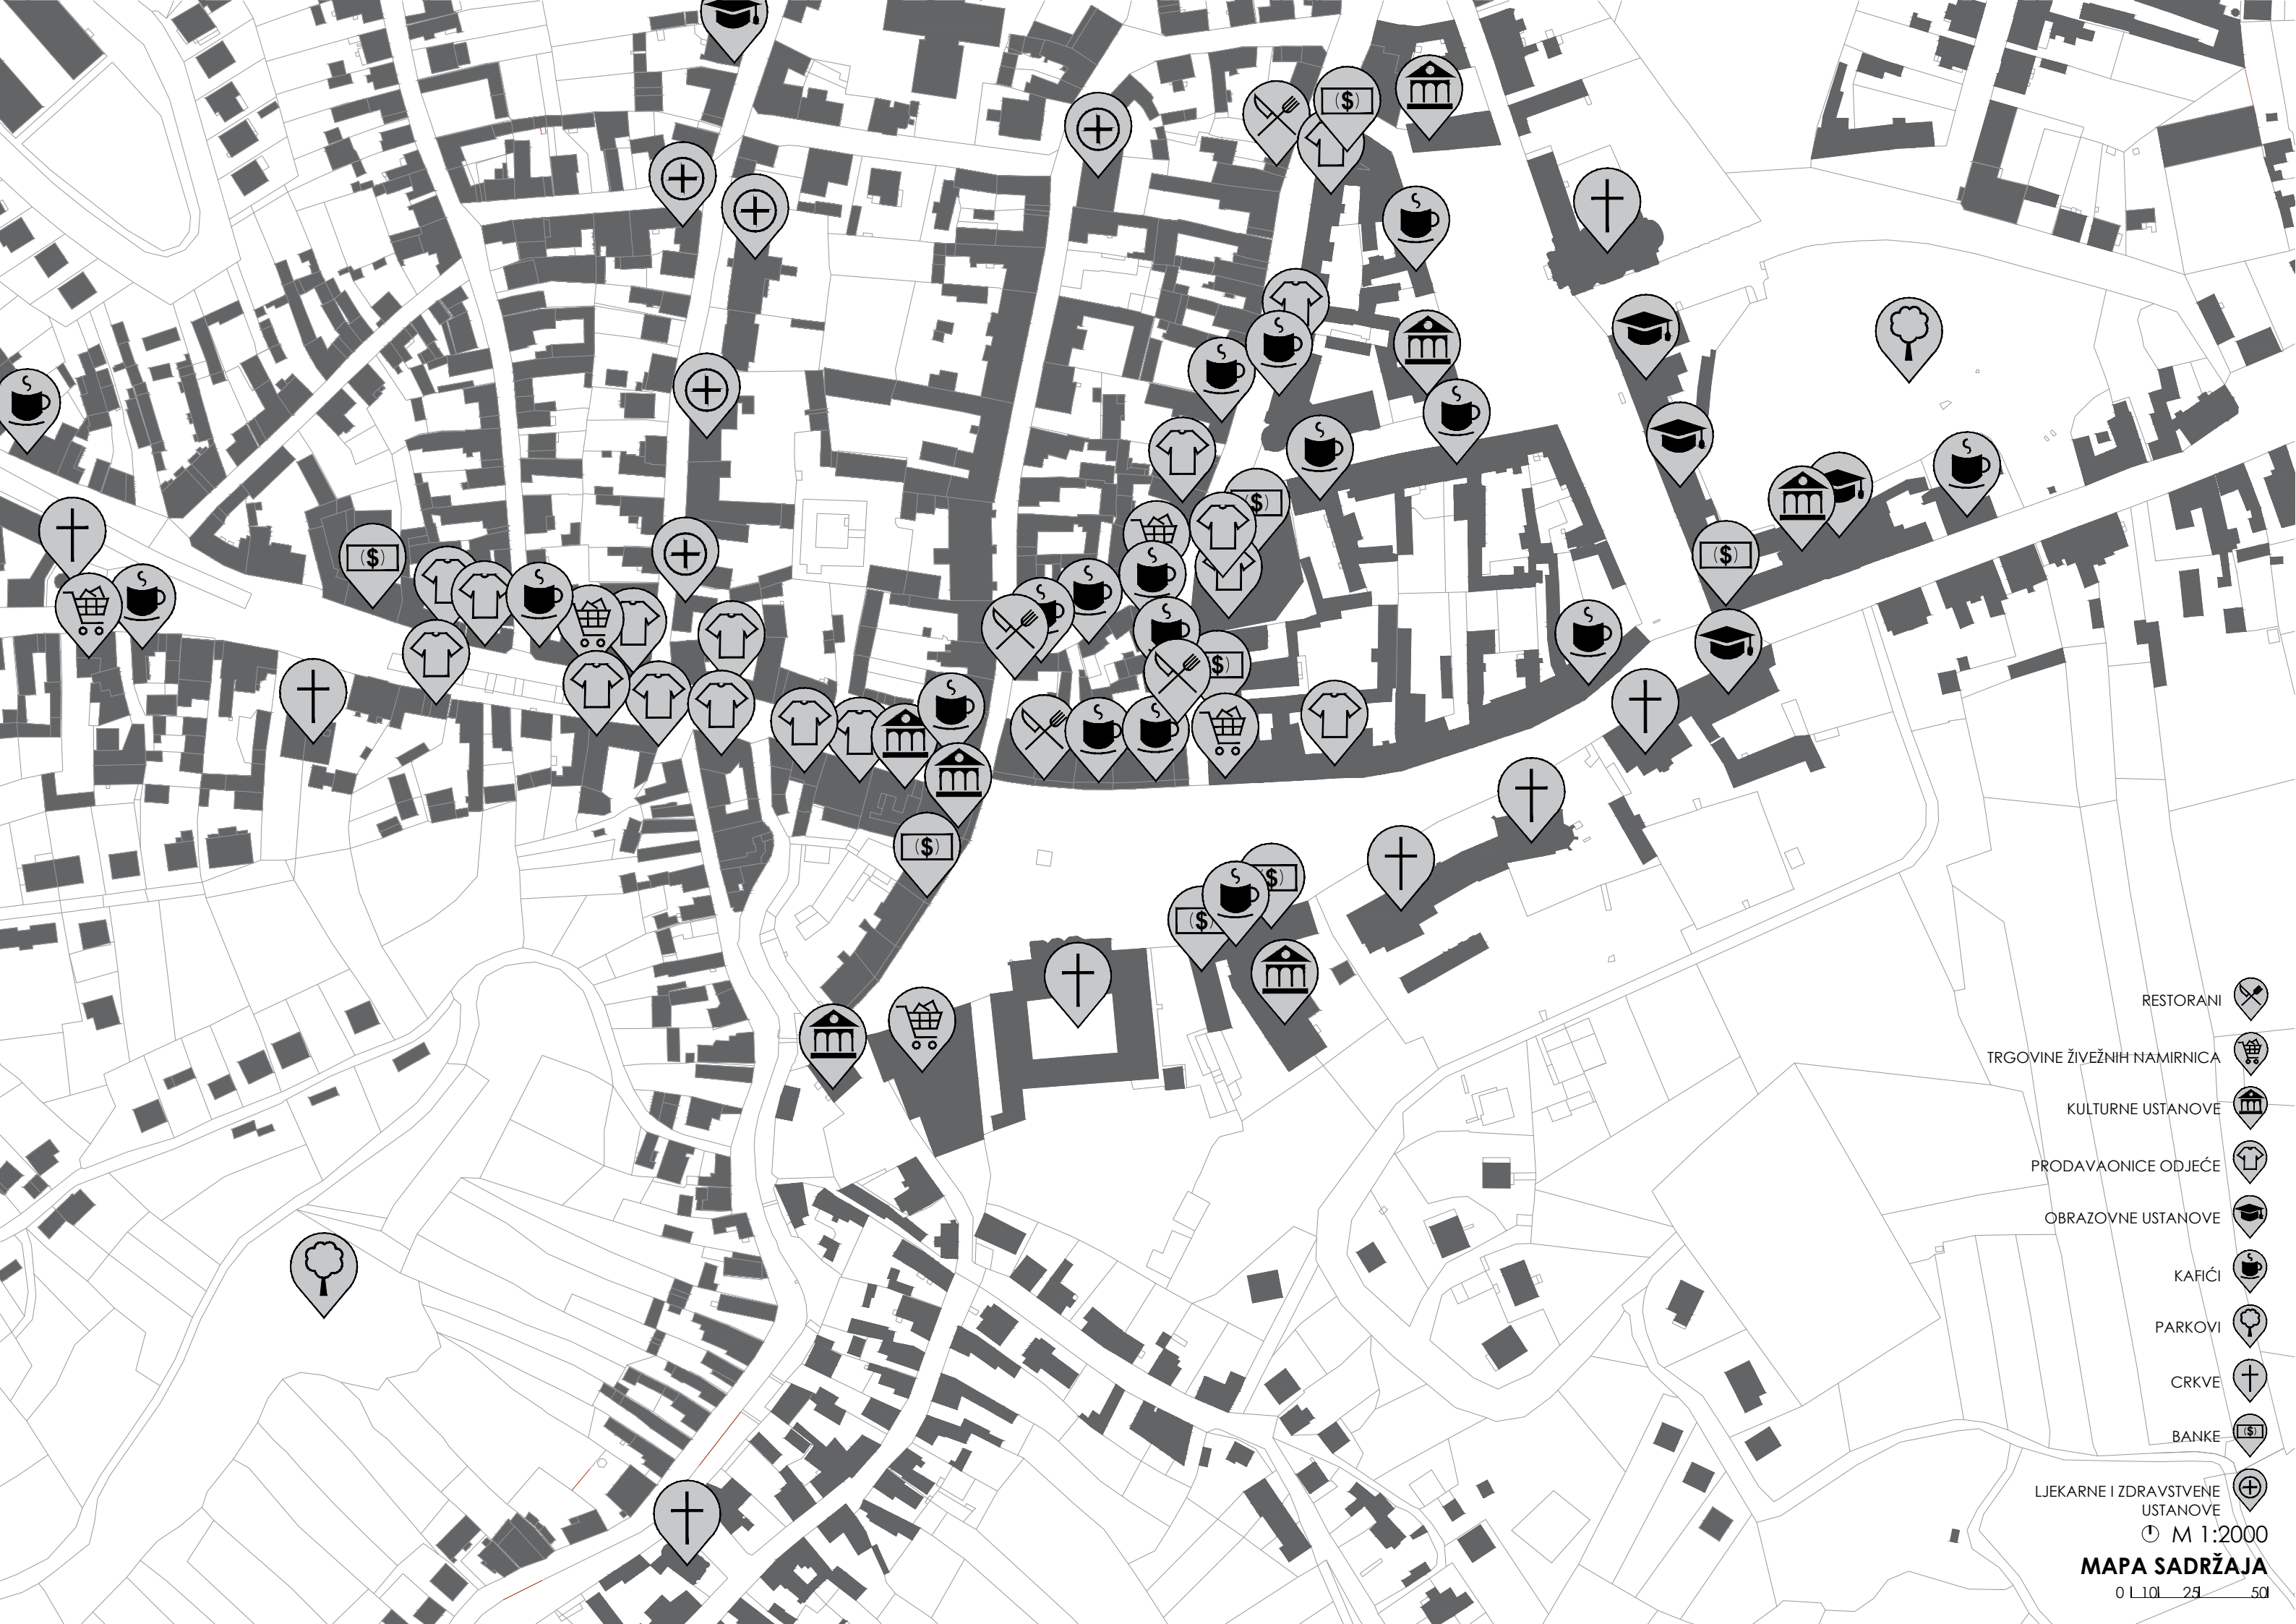 RESTORANI
TRGOVINE ŽIVEŽNIH NAMIRNICA
KULTURNE USTANOVE
PRODAVAONICE ODJEĆE
OBRAZOVNE USTANOVE
KAFIĆI
PARKOVI
CRKVE
BANKE
LJEKARNE I ZDRAVSTVENE
USTANOVE
M 1:2000
MAPA SADRŽAJA
0 10 25 50